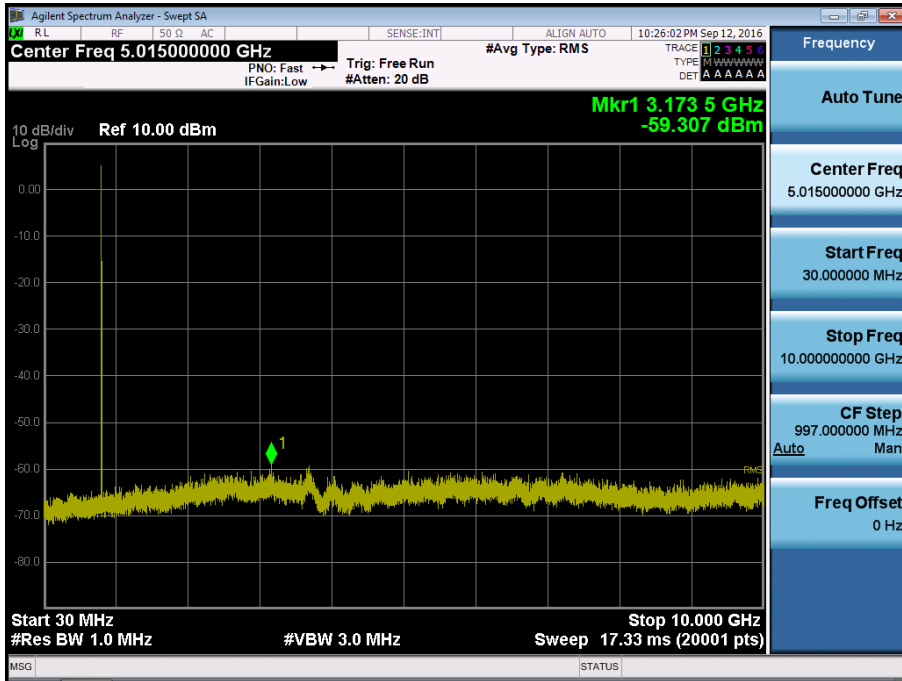 Agilent Spectrum Analyzer - Swept SA
LXI RL RF 50 Ω AC SENSE:INT ALIGN AUTO 10:26:02 PM Sep 12, 2016
Center Freq 5.015000000 GHz
PNO: Fast
IFGain:Low
Trig: Free Run
#Atten: 20 dB
#Avg Type: RMS
TRACE 1 2 3 4 5 6
TYPE M WWWWW
DET A A A A A A
Mkr1 3.173 5 GHz
-59.307 dBm
10 dB/div Ref 10.00 dBm
Log
0.00
-10.0
-20.0
-30.0
-40.0
-50.0
1
-60.0
RMS
-70.0
-80.0
Start 30 MHz Stop 10.000 GHz
#Res BW 1.0 MHz #VBW 3.0 MHz Sweep 17.33 ms (20001 pts)
MSG STATUS
Frequency
Auto Tune
Center Freq
5.015000000 GHz
Start Freq
30.000000 MHz
Stop Freq
10.000000000 GHz
CF Step
997.000000 MHz
Auto Man
Freq Offset
0 Hz